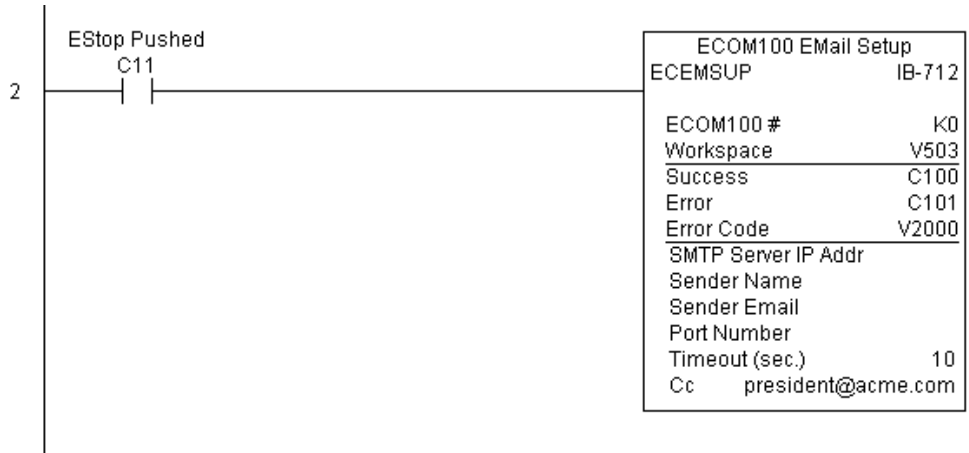 EStop Pushed
C11
2
ECOM100 EMail Setup
ECEMSUP IB-712
ECOM100 # K0
Workspace V503
Success C100
Error C101
Error Code V2000
SMTP Server IP Addr
Sender Name
Sender Email
Port Number
Timeout (sec.) 10
Cc president@acme.com